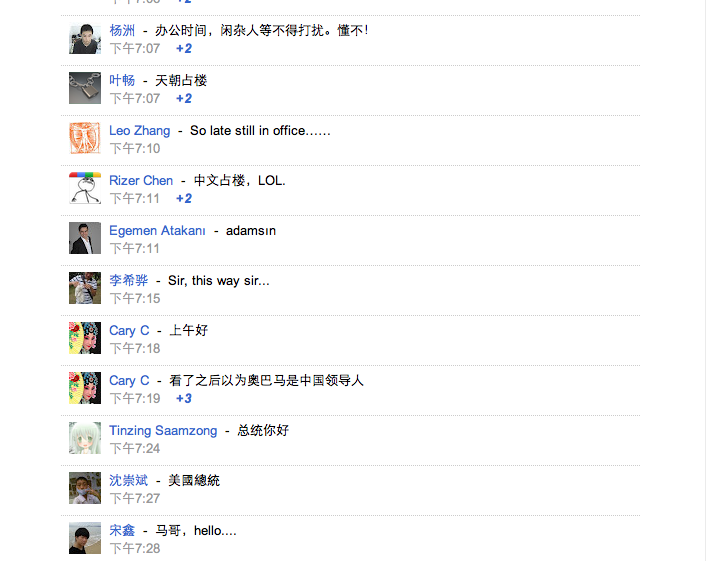 杨洲 - 办公时间，闲杂人等不得打扰。懂不！
下午7:07 +2
叶畅 - 天朝占楼
下午7:07 +2
Leo Zhang - So late still in office……
下午7:10
Rizer Chen - 中文占楼，LOL.
下午7:11 +2
Egemen Atakanı - adamsın
下午7:11
李希骅 - Sir, this way sir...
下午7:15
Cary C - 上午好
下午7:18
Cary C - 看了之后以为奥巴马是中国领导人
下午7:19 +3
Tinzing Saamzong - 总统你好
下午7:24
沈崇斌 - 美國總統
下午7:27
宋鑫 - 马哥，hello....
下午7:28